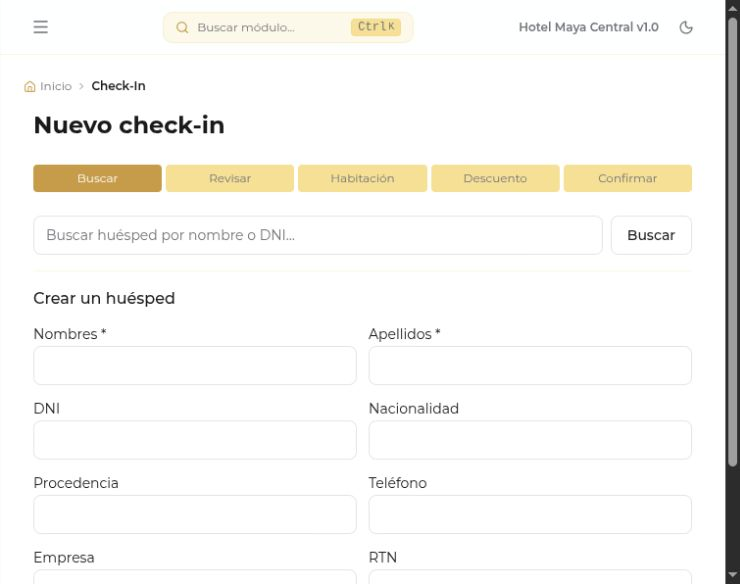 Buscar módulo... Ctrl K Hotel Maya Central v1.0
Inicio > Check-In
Nuevo check-in
Buscar Revisar Habitación Descuento Confirmar
Buscar huésped por nombre o DNI... Buscar
Crear un huésped
Nombres * Apellidos *
DNI Nacionalidad
Procedencia Teléfono
Empresa RTN